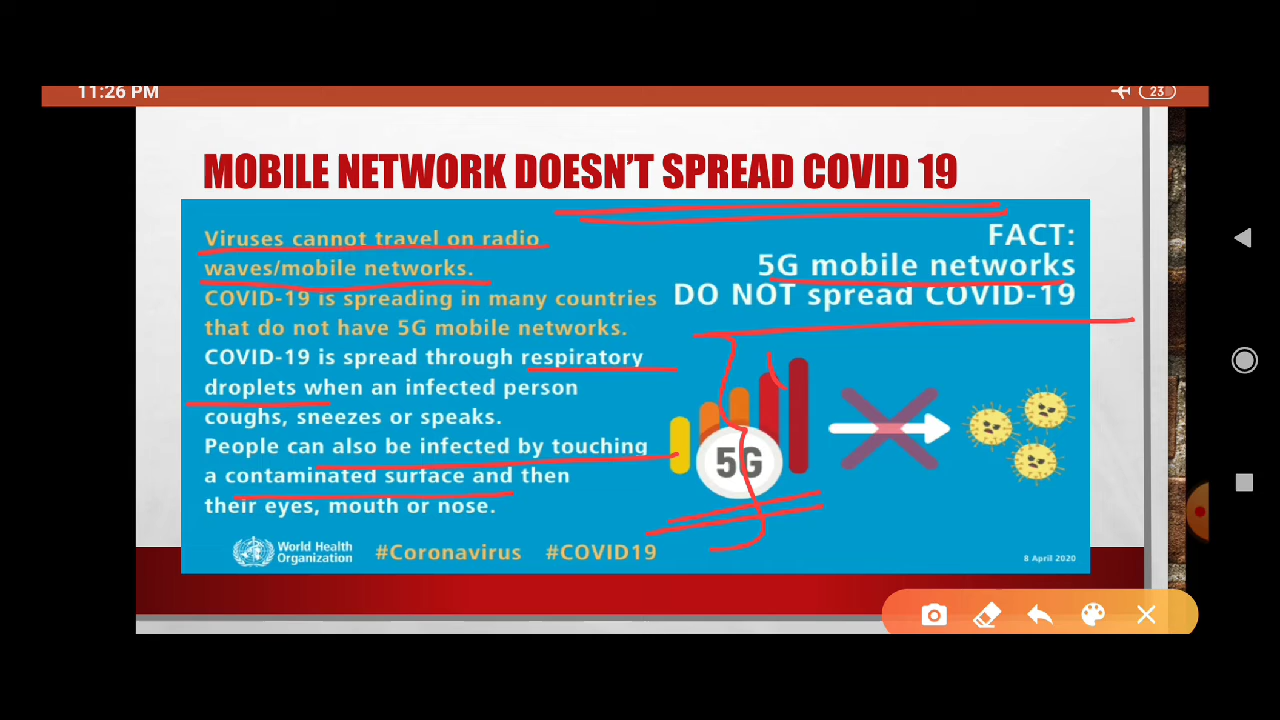 11:26 PM
23
MOBILE NETWORK DOESN'T SPREAD COVID 19
Viruses cannot travel on radio
waves/mobile networks.
COVID-19 is spreading in many countries
that do not have 5G mobile networks.
COVID-19 is spread through respiratory
droplets when an infected person
coughs, sneezes or speaks.
People can also be infected by touching
a contaminated surface and then
their eyes, mouth or nose.
FACT:
5G mobile networks
DO NOT spread COVID-19
5G
World Health
Organization
#Coronavirus #COVID19
8 April 2020